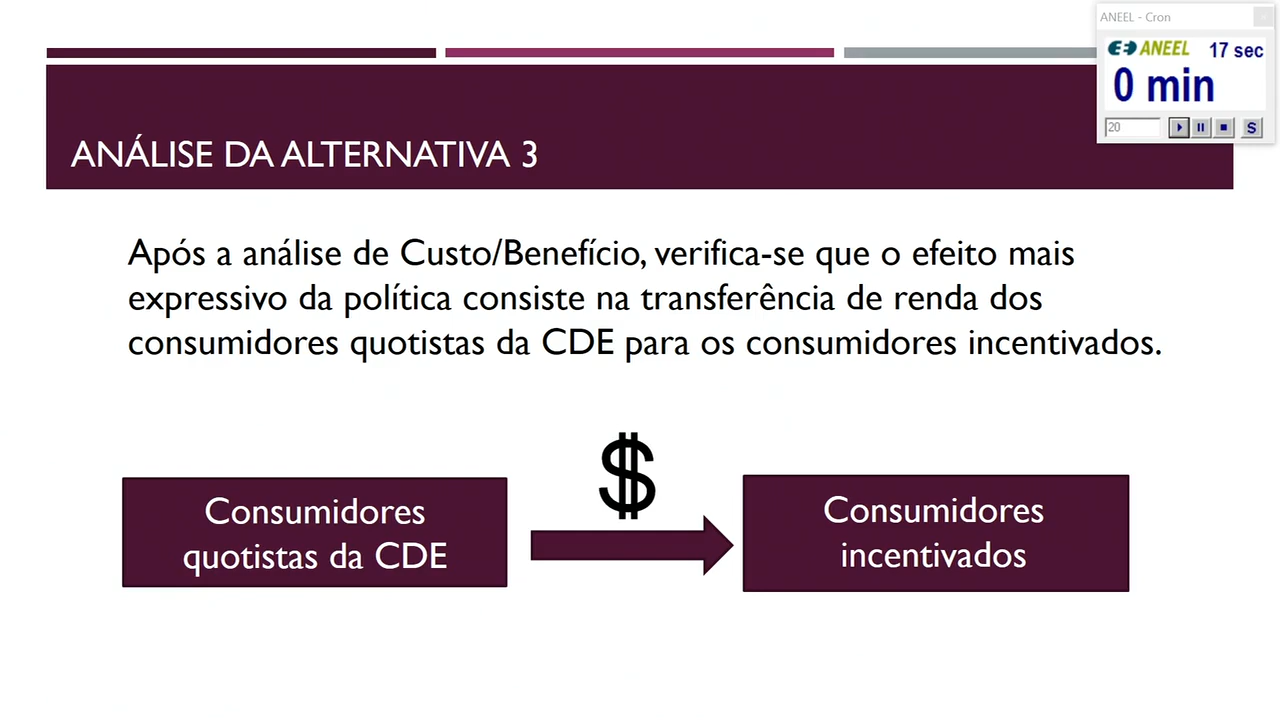 ANEEL - Cron
ANEEL 17 sec
0 min
20
S
ANÁLISE DA ALTERNATIVA 3
Após a análise de Custo/Benefício, verifica-se que o efeito mais
expressivo da política consiste na transferência de renda dos
consumidores quotistas da CDE para os consumidores incentivados.
$
Consumidores
quotistas da CDE
Consumidores
incentivados